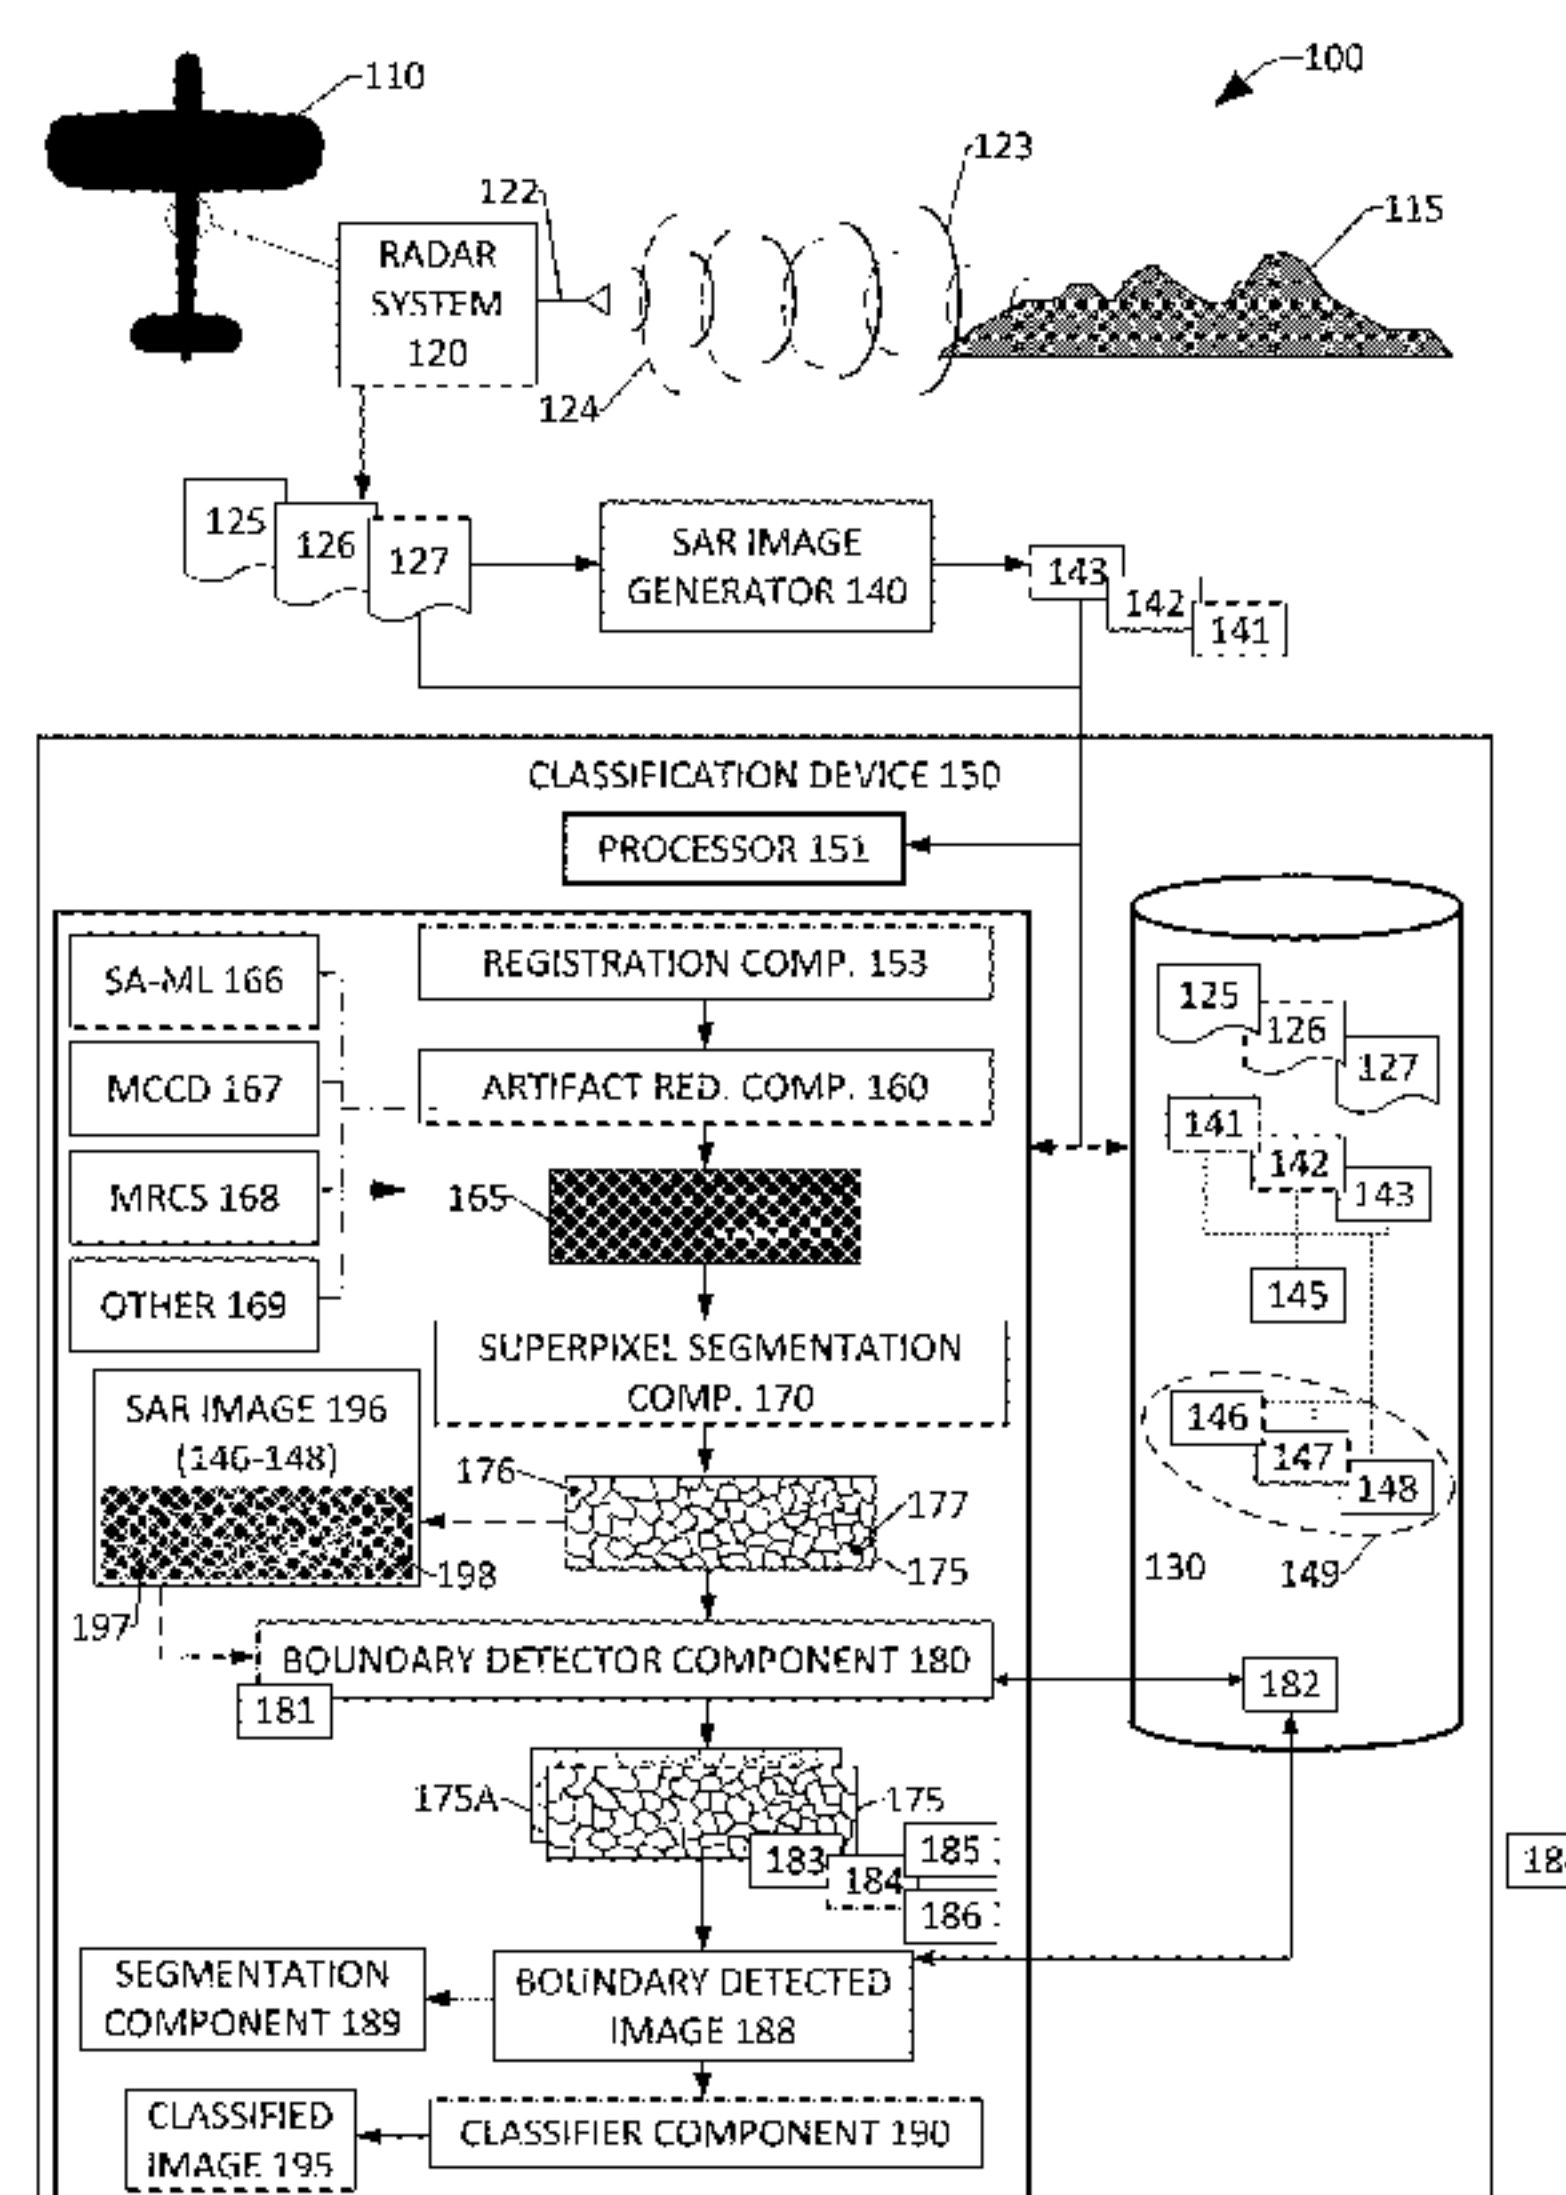 110
100
123
122
115
RADAR
SYSTEM
120
124
125
126
127
SAR IMAGE
GENERATOR 140
143
142
141
CLASSIFICATION DEVICE 150
PROCESSOR 151
SA-ML 166
REGISTRATION COMP. 153
125
126
127
MCCD 167
ARTIFACT RED. COMP. 160
141
142
143
MRCS 168
165
145
OTHER 169
SUPERPIXEL SEGMENTATION
COMP. 170
SAR IMAGE 196
(146-148)
146
147
148
176
177
175
198
197
130
149
BOUNDARY DETECTOR COMPONENT 180
181
182
175A
175
183
184
185
186
SEGMENTATION
COMPONENT 189
BOUNDARY DETECTED
IMAGE 188
CLASSIFIED
IMAGE 195
CLASSIFIER COMPONENT 190